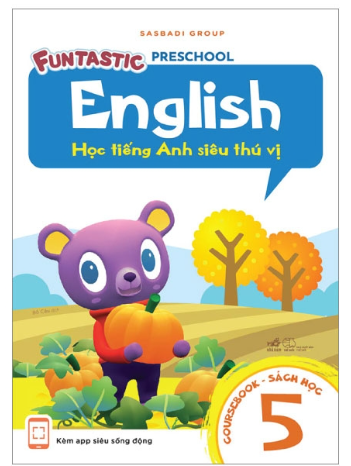 SASBADI GROUP
FUNTASTIC PRESCHOOL
English
Học tiếng Anh siêu thú vị
COURSEBOOK - SÁCH HỌC
5
Kèm app siêu sống động